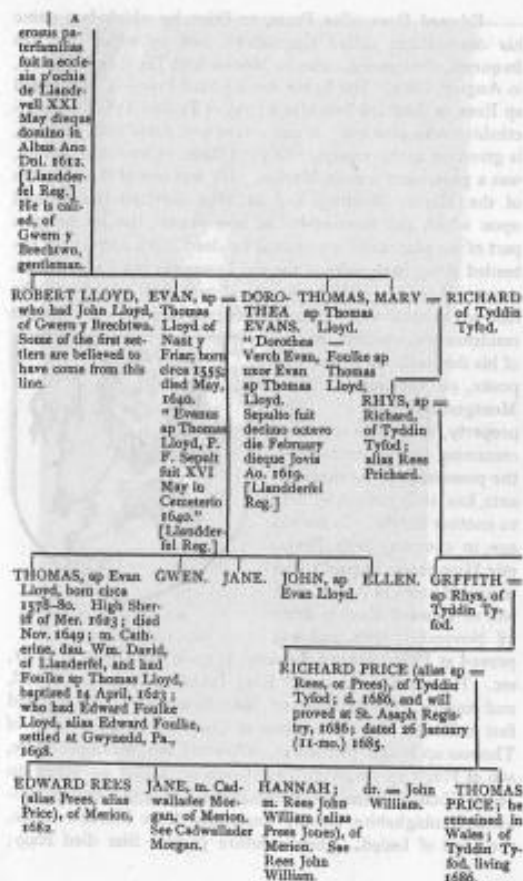 A
erosus pa-
terfamilias
fuit in eccle-
sia p'ochia
de Llandr-
vell XXI
May dieque
domino in
Albus Ano
Dni. 1612.
[Llandder-
fel Reg.]
He is call-
ed, of
Gwern y
Brechtwn,
gentleman.
ROBERT LLOYD,
who had John Lloyd,
of Gwern y Brechtwn.
Some of the first set-
tlers are believed to
have come from this
line.
EVAN, ap =
Thomas
Lloyd of
Nant y
Friar; born
circa 1555;
died May,
1640.
"Evanus
ap Thomas
Lloyd, P.
F. Sepult
fuit XVI
May in
Cemeterio
1640."
[Llandder-
fel Reg.]
DORO-
THEA
EVANS.
"Dorothea
Verch Evan,
uxor Evan
ap Thomas
Lloyd.
Sepulto fuit
decimo octavo
die February
dieque Jovia
Ao. 1619.
[Llandderfel
Reg.]
THOMAS,
ap Thomas
Lloyd.
—
Foulke ap
Thomas
Lloyd.
MARY = RICHARD
of Tyddin
Tyfod.
RHYS, ap =
Richard,
of Tyddin
Tyfod;
alias Rees
Prichard.
THOMAS, ap Evan
Lloyd, born circa
1578-80. High Sher-
if of Mer. 1623; died
Nov. 1649; m. Cath-
erine, dau. Wm. David,
of Llanderfel, and had
Foulke ap Thomas Lloyd,
baptised 14 April, 1623;
who had Edward Foulke
Lloyd, alias Edward Foulke,
settled at Gwynedd, Pa.,
1698.
GWEN. JANE. JOHN, ap
Evan Lloyd.
ELLEN. GRFFITH =
ap Rhys, of
Tyddin Ty-
fod.
RICHARD PRICE (alias ap =
Rees, or Prees), of Tyddin
Tyfod; d. 1686, and will
proved at St. Asaph Regis-
try, 1686; dated 26 January
(11-mo.) 1685.
EDWARD REES
(alias Prees, alias
Price), of Merion,
1682.
JANE, m. Cad-
wallader Mor-
gan, of Merion.
See Cadwallader
Morgan.
HANNAH;
m. Rees John
William (alias
Prees Jones), of
Merion. See
Rees John
William.
dr. = John
William.
THOMAS
PRICE; he
remained in
Wales; of
Tyddin Ty-
fod, living
1686.